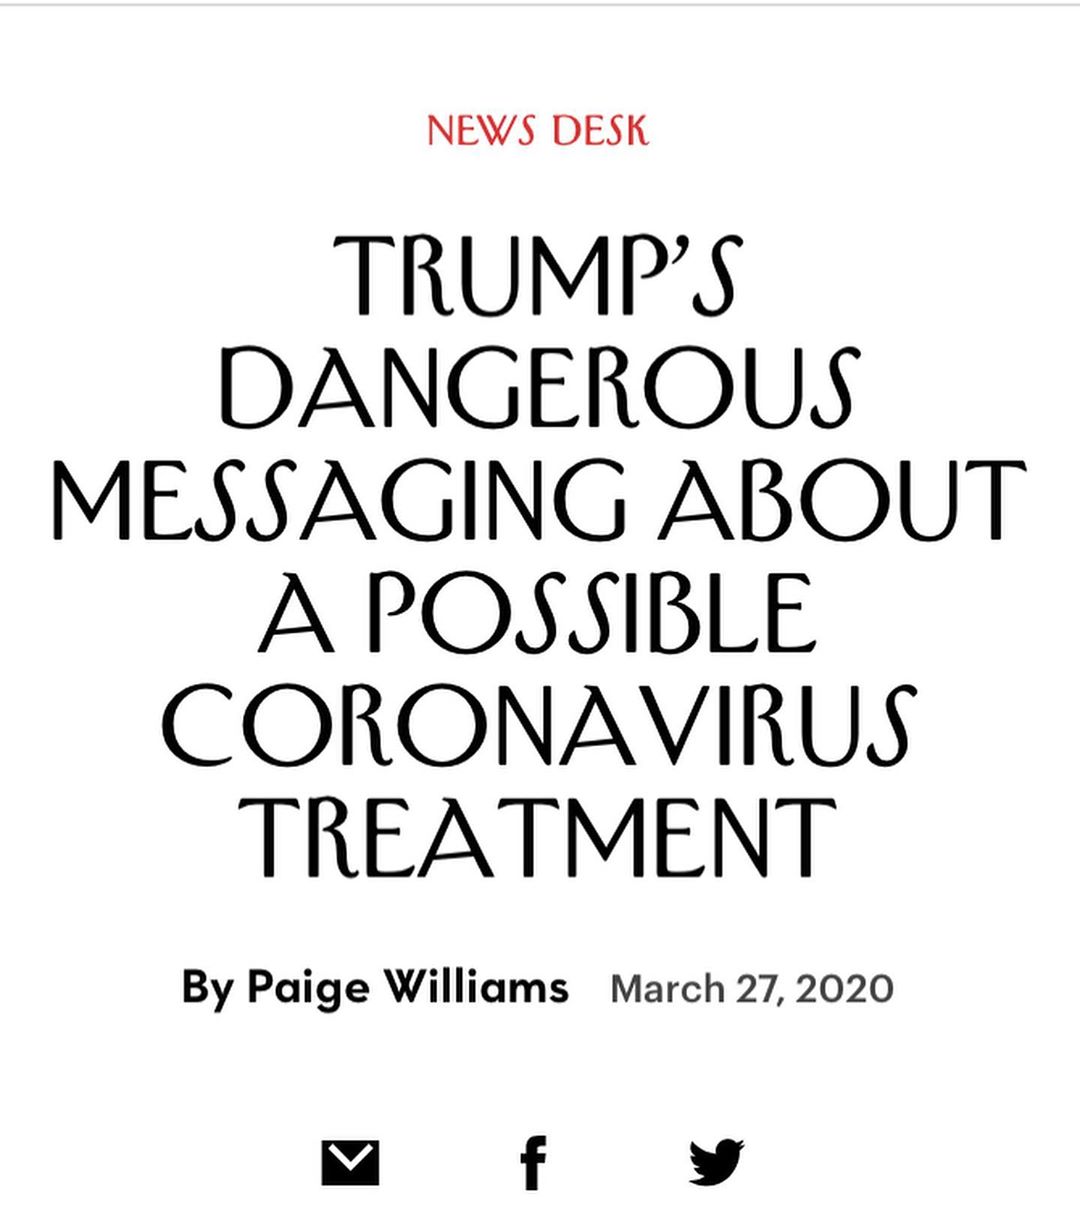 NEWS DESK
TRUMP’S
DANGEROUS
MESSAGING ABOUT
A POSSIBLE
CORONAVIRUS
TREATMENT
By Paige Williams March 27, 2020